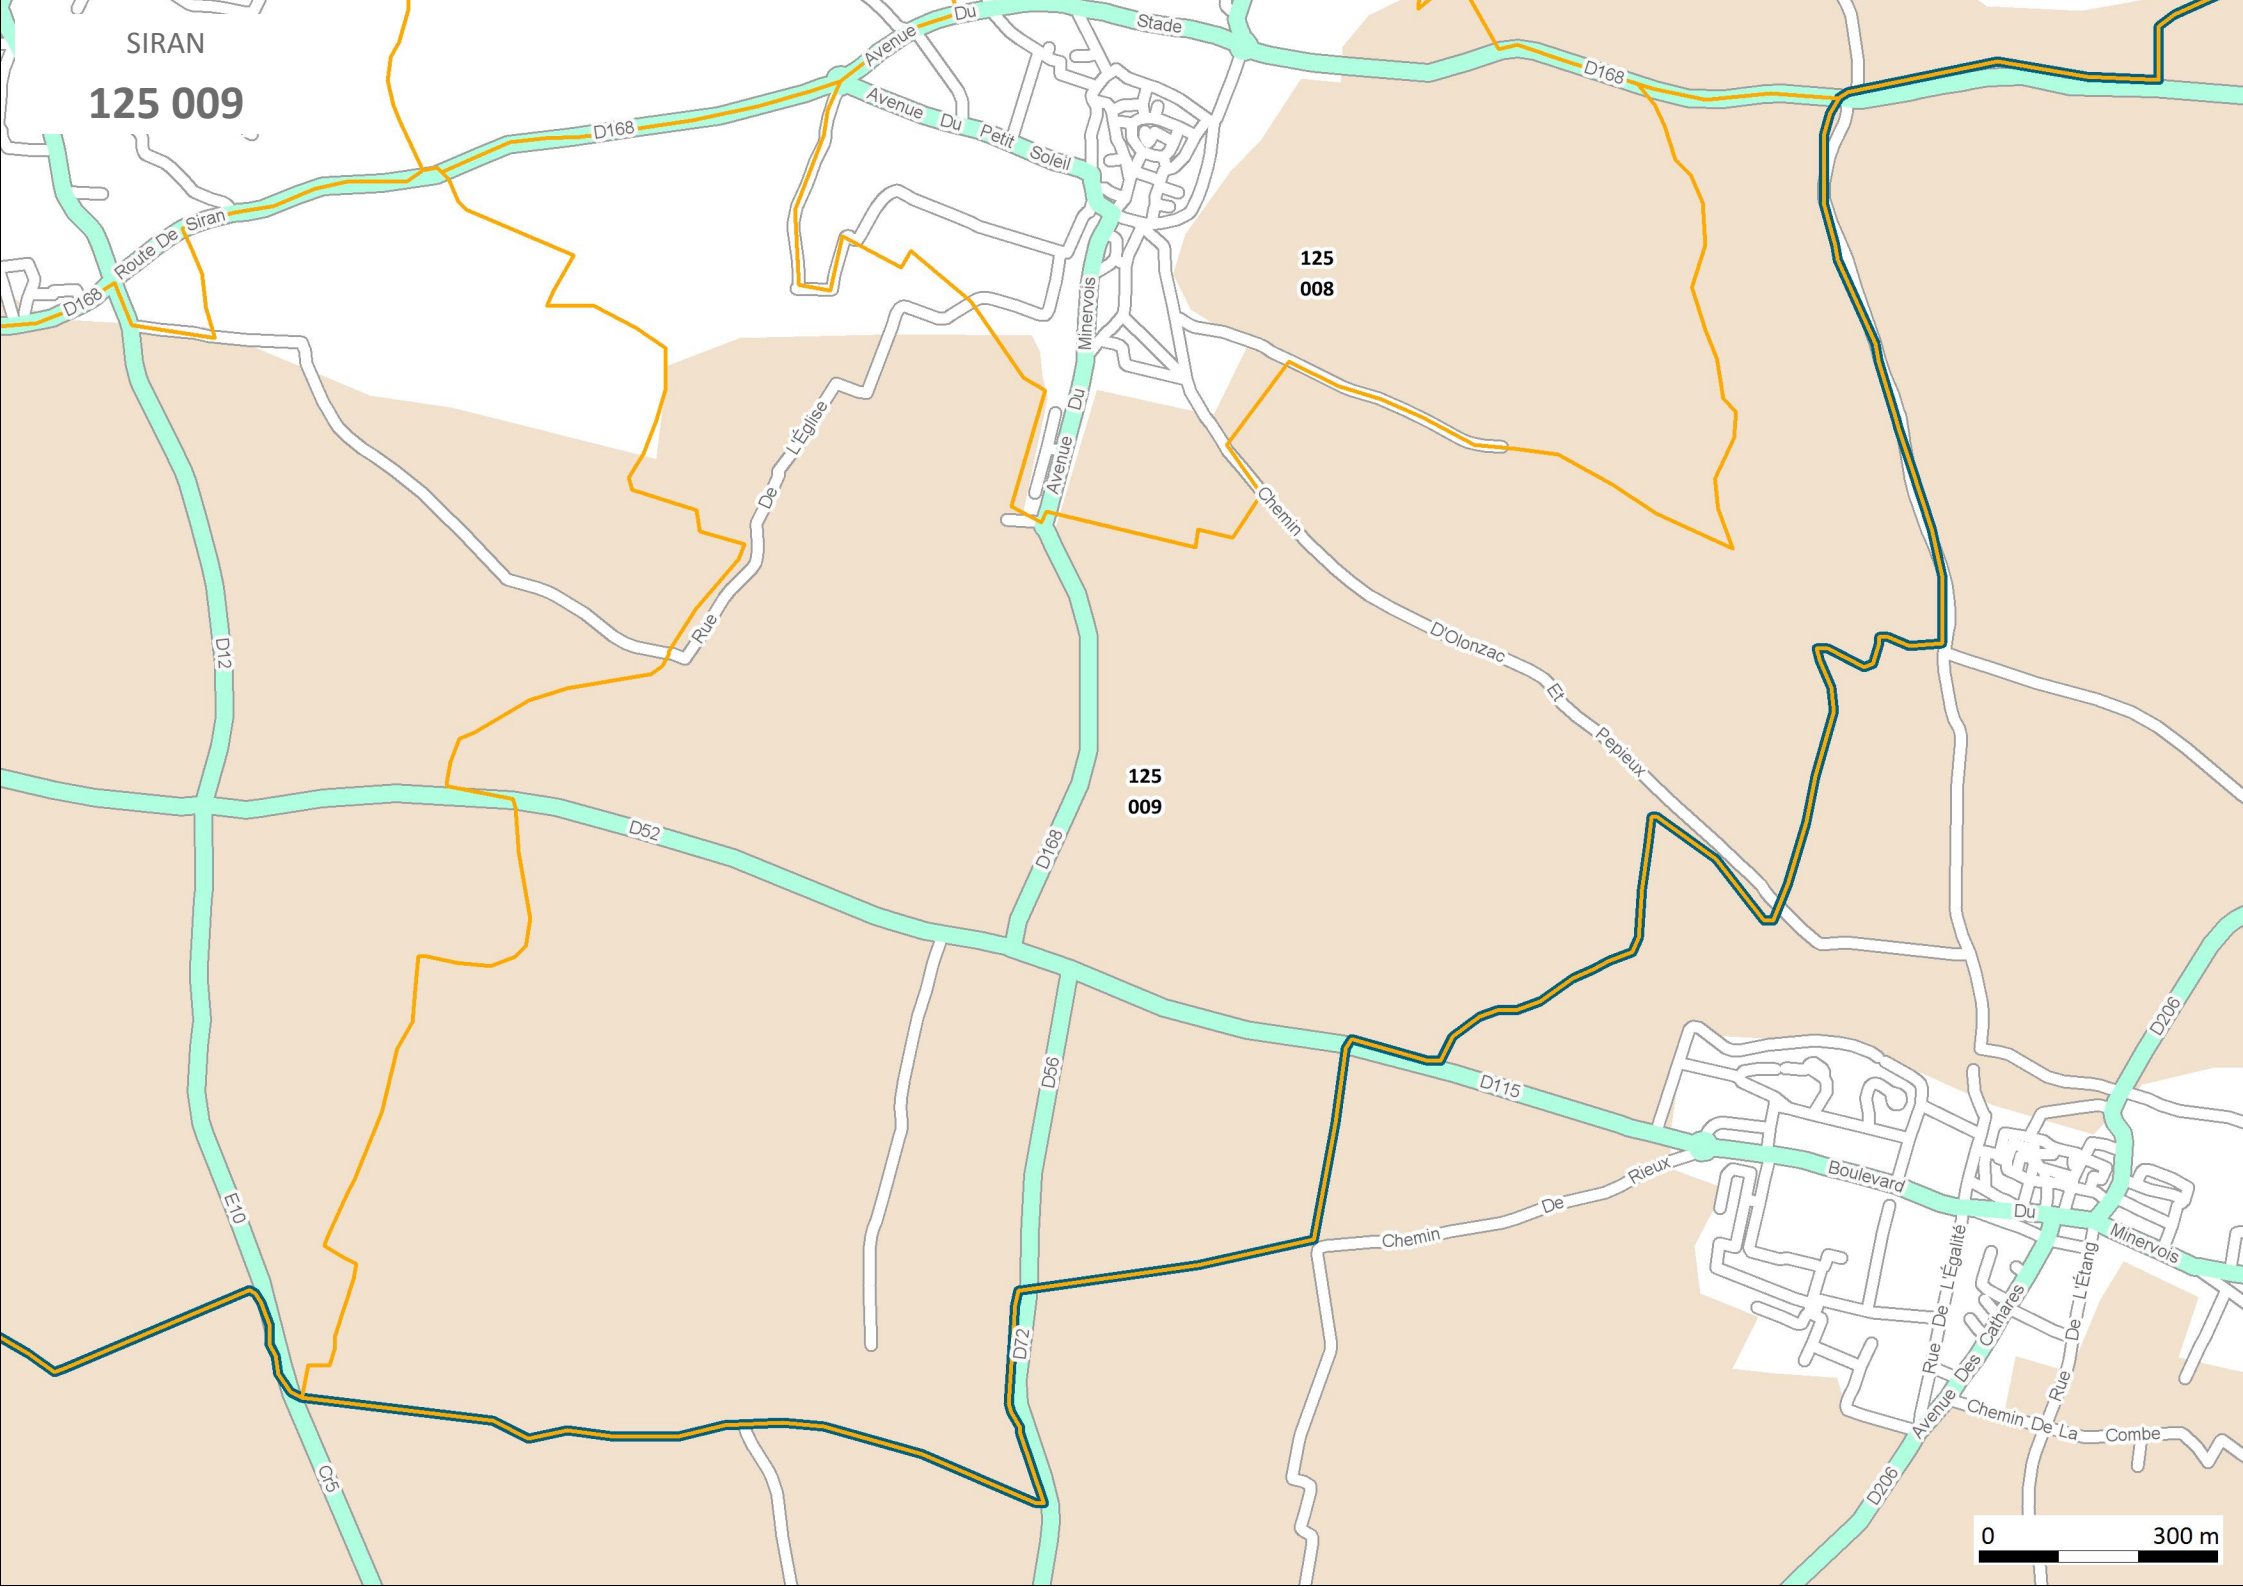 SIRAN
125 009
Du
Stade
Avenue
D168
D168
Avenue Du Petit Soleil
Route De Siran
D168
125
008
Minervois
Du
Avenue
L'Église
De
Rue
Chemin
D'Olonzac
Et
Pepieux
D12
125
009
D52
D168
D56
D115
D206
Chemin De Rieux
Boulevard
Du
Minervois
E10
D72
Rue De L'Égalité
Avenue Des Cathares
Rue De L'Étang
Chemin De La Combe
Cr5
D206
0 300 m